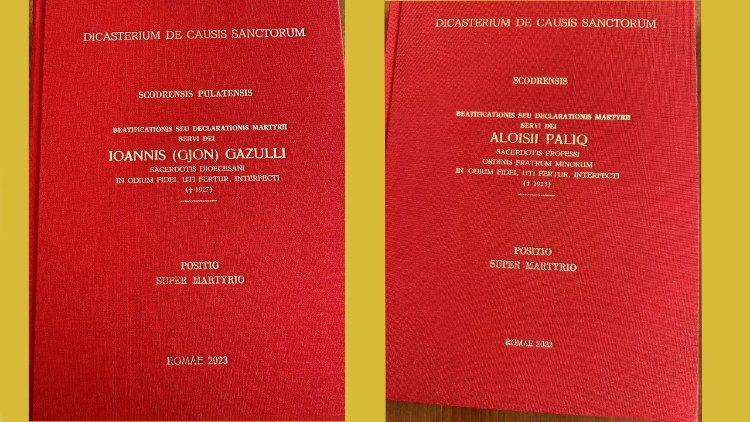 DICASTERIUM DE CAUSIS SANCTORUM
SCODRENSIS PULATENSIS
BEATIFICATIONIS SEU DECLARATIONIS MARTYRII
SERVI DEI
IOANNIS (GJON) GAZULLI
SACERDOTIS DIOECESANI
IN ODIUM FIDEI, UTI FERTUR, INTERFECTI
(† 1927)
POSITIO
SUPER MARTYRIO
ROMAE 2023
DICASTERIUM DE CAUSIS SANCTORUM
SCODRENSIS
BEATIFICATIONIS SEU DECLARATIONIS MARTYRII
SERVI DEI
ALOISII PALIQ
SACERDOTIS PROFESSI
ORDINIS FRATRUM MINORUM
IN ODIUM FIDEI, UTI FERTUR, INTERFECTI
(† 1913)
POSITIO
SUPER MARTYRIO
ROMAE 2022